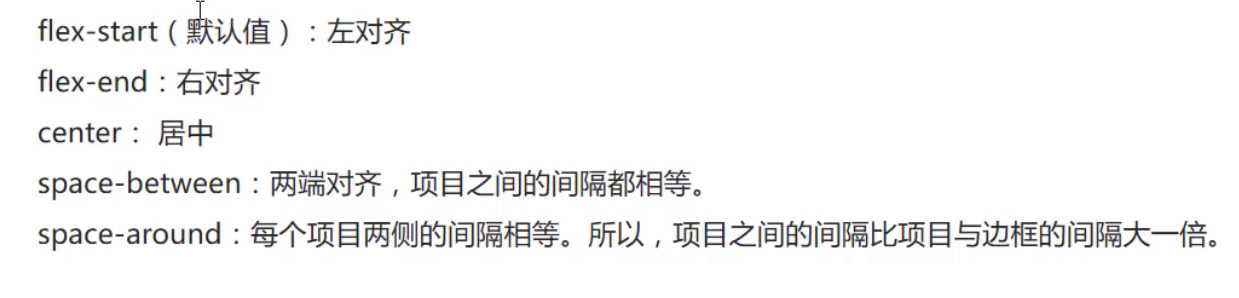 flex-start（默认值）：左对齐
flex-end：右对齐
center： 居中
space-between：两端对齐，项目之间的间隔都相等。
space-around：每个项目两侧的间隔相等。所以，项目之间的间隔比项目与边框的间隔大一倍。